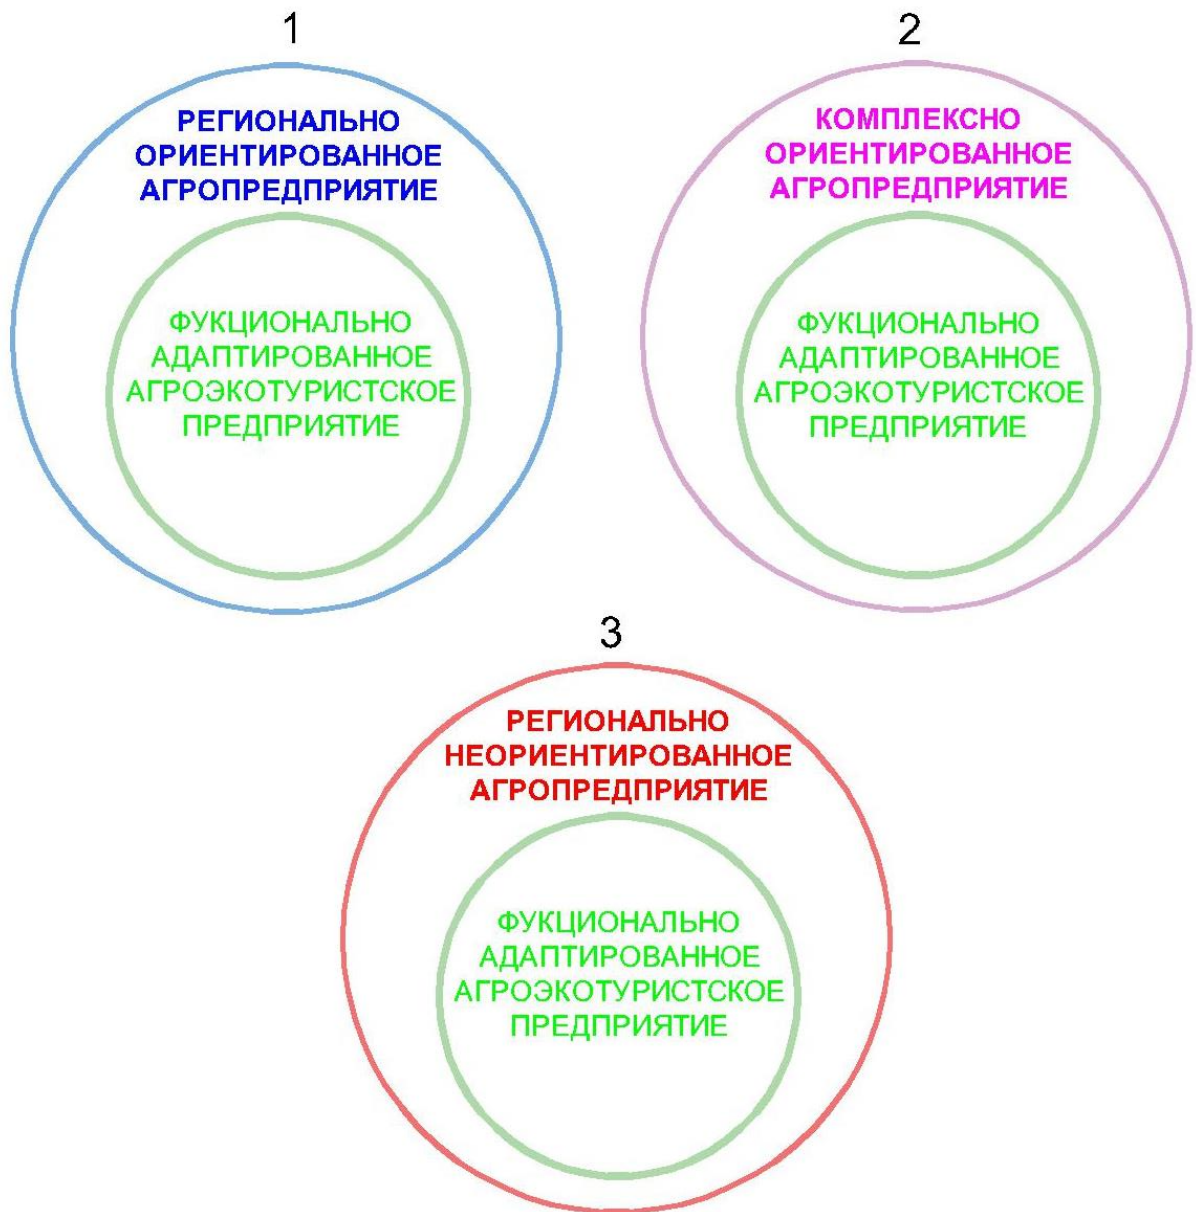 1
РЕГИОНАЛЬНО
ОРИЕНТИРОВАННОЕ
АГРОПРЕДПРИЯТИЕ
ФУКЦИОНАЛЬНО
АДАПТИРОВАННОЕ
АГРОЭКОТУРИСТСКОЕ
ПРЕДПРИЯТИЕ
2
КОМПЛЕКСНО
ОРИЕНТИРОВАННОЕ
АГРОПРЕДПРИЯТИЕ
ФУКЦИОНАЛЬНО
АДАПТИРОВАННОЕ
АГРОЭКОТУРИСТСКОЕ
ПРЕДПРИЯТИЕ
3
РЕГИОНАЛЬНО
НЕОРИЕНТИРОВАННОЕ
АГРОПРЕДПРИЯТИЕ
ФУКЦИОНАЛЬНО
АДАПТИРОВАННОЕ
АГРОЭКОТУРИСТСКОЕ
ПРЕДПРИЯТИЕ